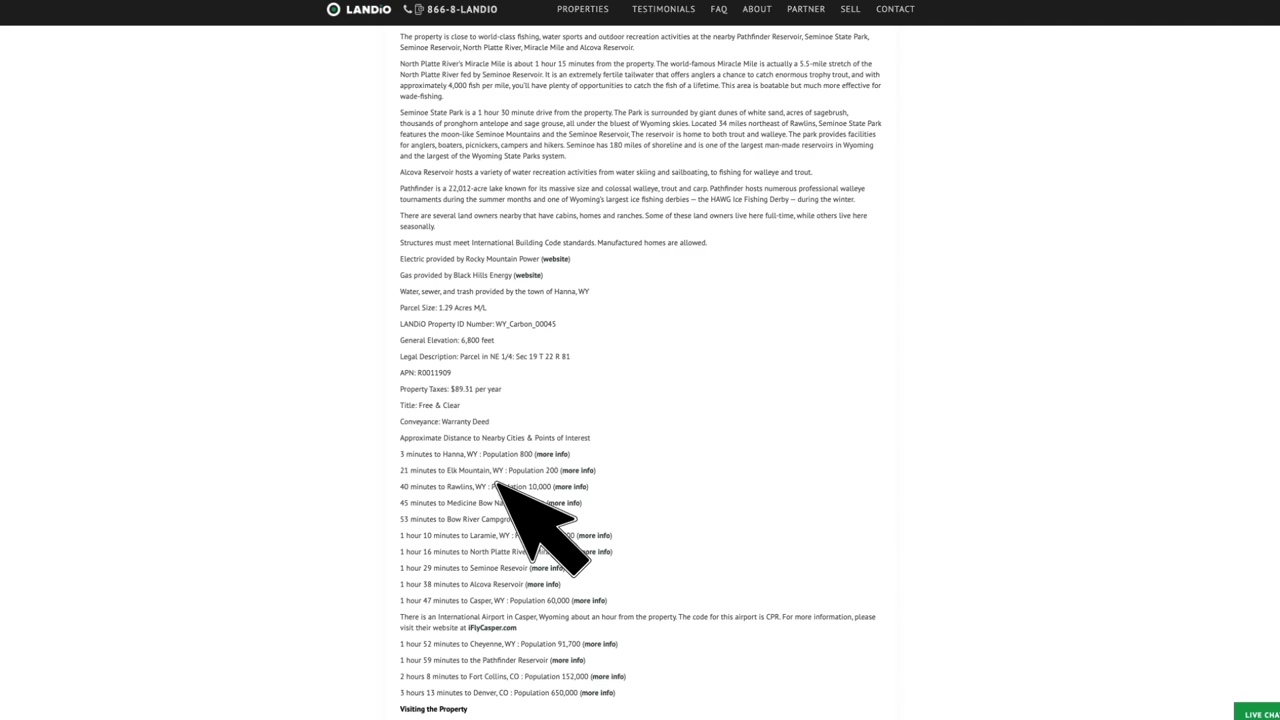 LANDiO 866-8-LANDIO PROPERTIES TESTIMONIALS FAQ ABOUT PARTNER SELL CONTACT
The property is close to world-class fishing, water sports and outdoor recreation activities at the nearby Pathfinder Reservoir, Seminoe State Park,
Seminoe Reservoir, North Platte River, Miracle Mile and Alcova Reservoir.
North Platte River's Miracle Mile is about 1 hour 15 minutes from the property. The world-famous Miracle Mile is actually a 5.5-mile stretch of the
North Platte River fed by Seminoe Reservoir. It is an extremely fertile tailwater that offers anglers a chance to catch enormous trophy trout, and with
approximately 4,000 fish per mile, you'll have plenty of opportunities to catch the fish of a lifetime. This area is boatable but much more effective for
wade-fishing.
Seminoe State Park is a 1 hour 30 minute drive from the property. The Park is surrounded by giant dunes of white sand, acres of sagebrush,
thousands of pronghorn antelope and sage grouse, all under the bluest of Wyoming skies. Located 34 miles northeast of Rawlins, Seminoe State Park
features the moon-like Seminoe Mountains and the Seminoe Reservoir, The reservoir is home to both trout and walleye. The park provides facilities
for anglers, boaters, picnickers, campers and hikers. Seminoe has 180 miles of shoreline and is one of the largest man-made reservoirs in Wyoming
and the largest of the Wyoming State Parks system.
Alcova Reservoir hosts a variety of water recreation activities from water skiing and sailboating, to fishing for walleye and trout.
Pathfinder is a 22,012-acre lake known for its massive size and colossal walleye, trout and carp. Pathfinder hosts numerous professional walleye
tournaments during the summer months and one of Wyoming's largest ice fishing derbies — the HAWG Ice Fishing Derby — during the winter.
There are several land owners nearby that have cabins, homes and ranches. Some of these land owners live here full-time, while others live here
seasonally.
Structures must meet International Building Code standards. Manufactured homes are allowed.
Electric provided by Rocky Mountain Power (website)
Gas provided by Black Hills Energy (website)
Water, sewer, and trash provided by the town of Hanna, WY
Parcel Size: 1.29 Acres M/L
LANDiO Property ID Number: WY_Carbon_00045
General Elevation: 6,800 feet
Legal Description: Parcel in NE 1/4: Sec 19 T 22 R 81
APN: R0011909
Property Taxes: $89.31 per year
Title: Free & Clear
Conveyance: Warranty Deed
Approximate Distance to Nearby Cities & Points of Interest
3 minutes to Hanna, WY : Population 800 (more info)
21 minutes to Elk Mountain, WY : Population 200 (more info)
40 minutes to Rawlins, WY : 10,000 (more info)
45 minutes to Medicine Bow (more info)
53 minutes to Bow River
1 hour 10 minutes to Laramie, WY : (more info)
1 hour 16 minutes to North Platte (more info)
1 hour 29 minutes to Seminoe Resevoir (more info)
1 hour 38 minutes to Alcova Reservoir (more info)
1 hour 47 minutes to Casper, WY : Population 60,000 (more info)
There is an International Airport in Casper, Wyoming about an hour from the property. The code for this airport is CPR. For more information, please
visit their website at iFlyCasper.com
1 hour 52 minutes to Cheyenne, WY : Population 91,700 (more info)
1 hour 59 minutes to the Pathfinder Reservoir (more info)
2 hours 8 minutes to Fort Collins, CO : Population 152,000 (more info)
3 hours 13 minutes to Denver, CO : Population 650,000 (more info)
Visiting the Property
LIVE